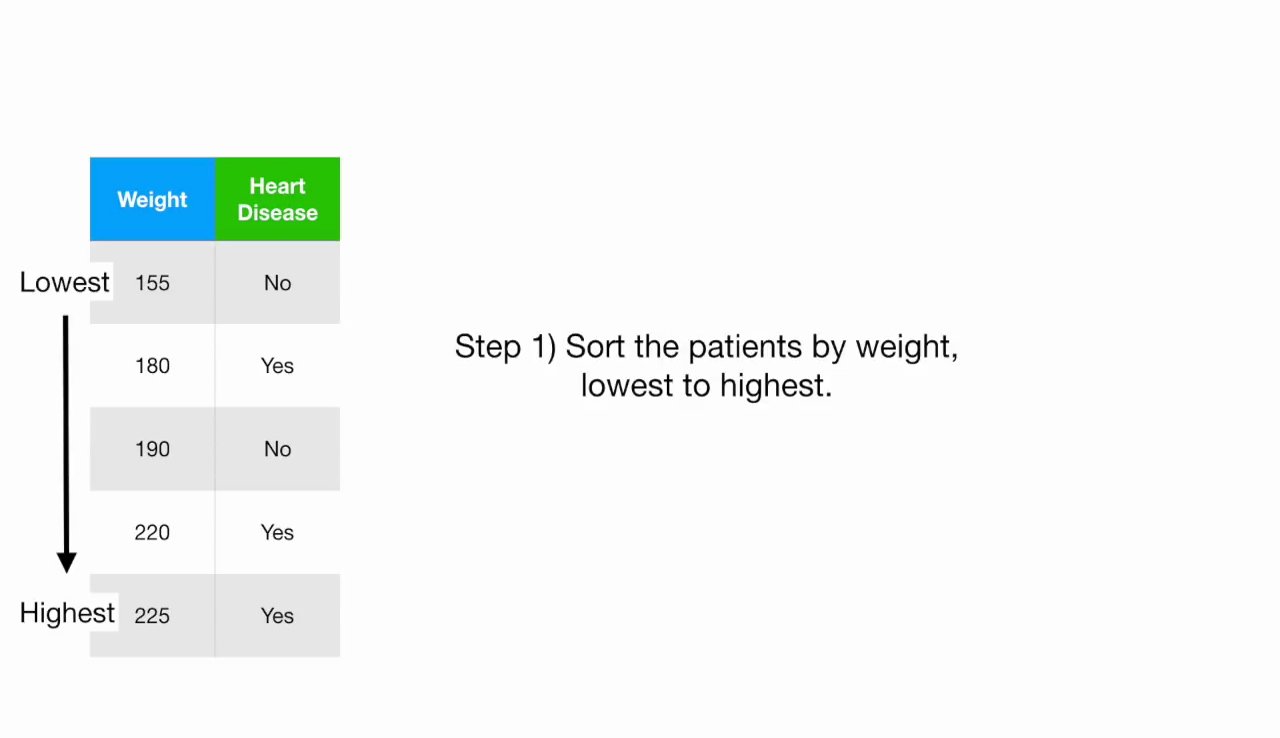 Weight Heart Disease
Lowest 155 No
180 Yes
190 No
220 Yes
Highest 225 Yes
Step 1) Sort the patients by weight,
lowest to highest.